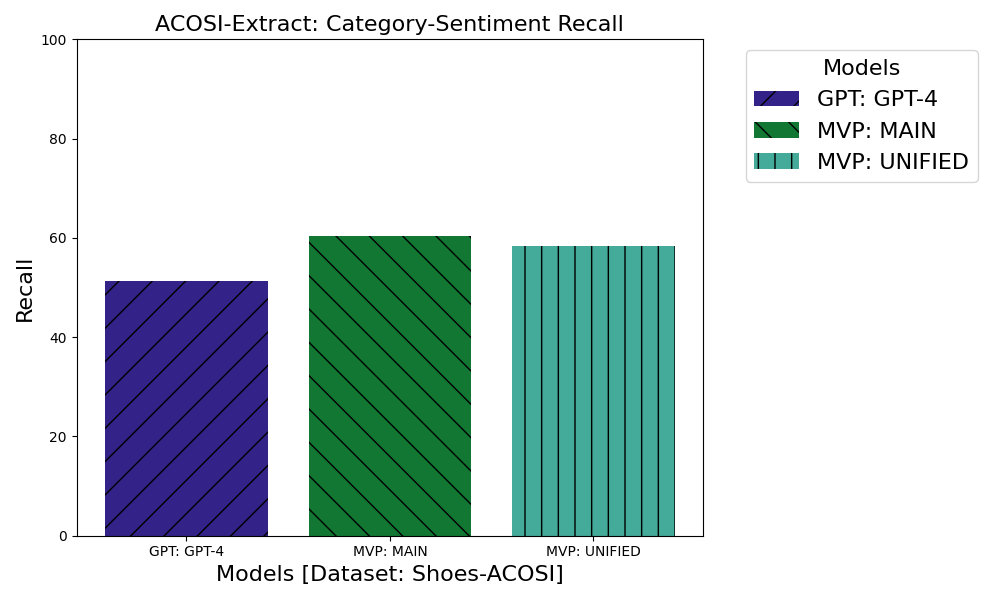 ACOSI-Extract: Category-Sentiment Recall
100
80
60
40
20
0
Recall
GPT: GPT-4
MVP: MAIN
MVP: UNIFIED
Models [Dataset: Shoes-ACOSI]
Models
GPT: GPT-4
MVP: MAIN
MVP: UNIFIED